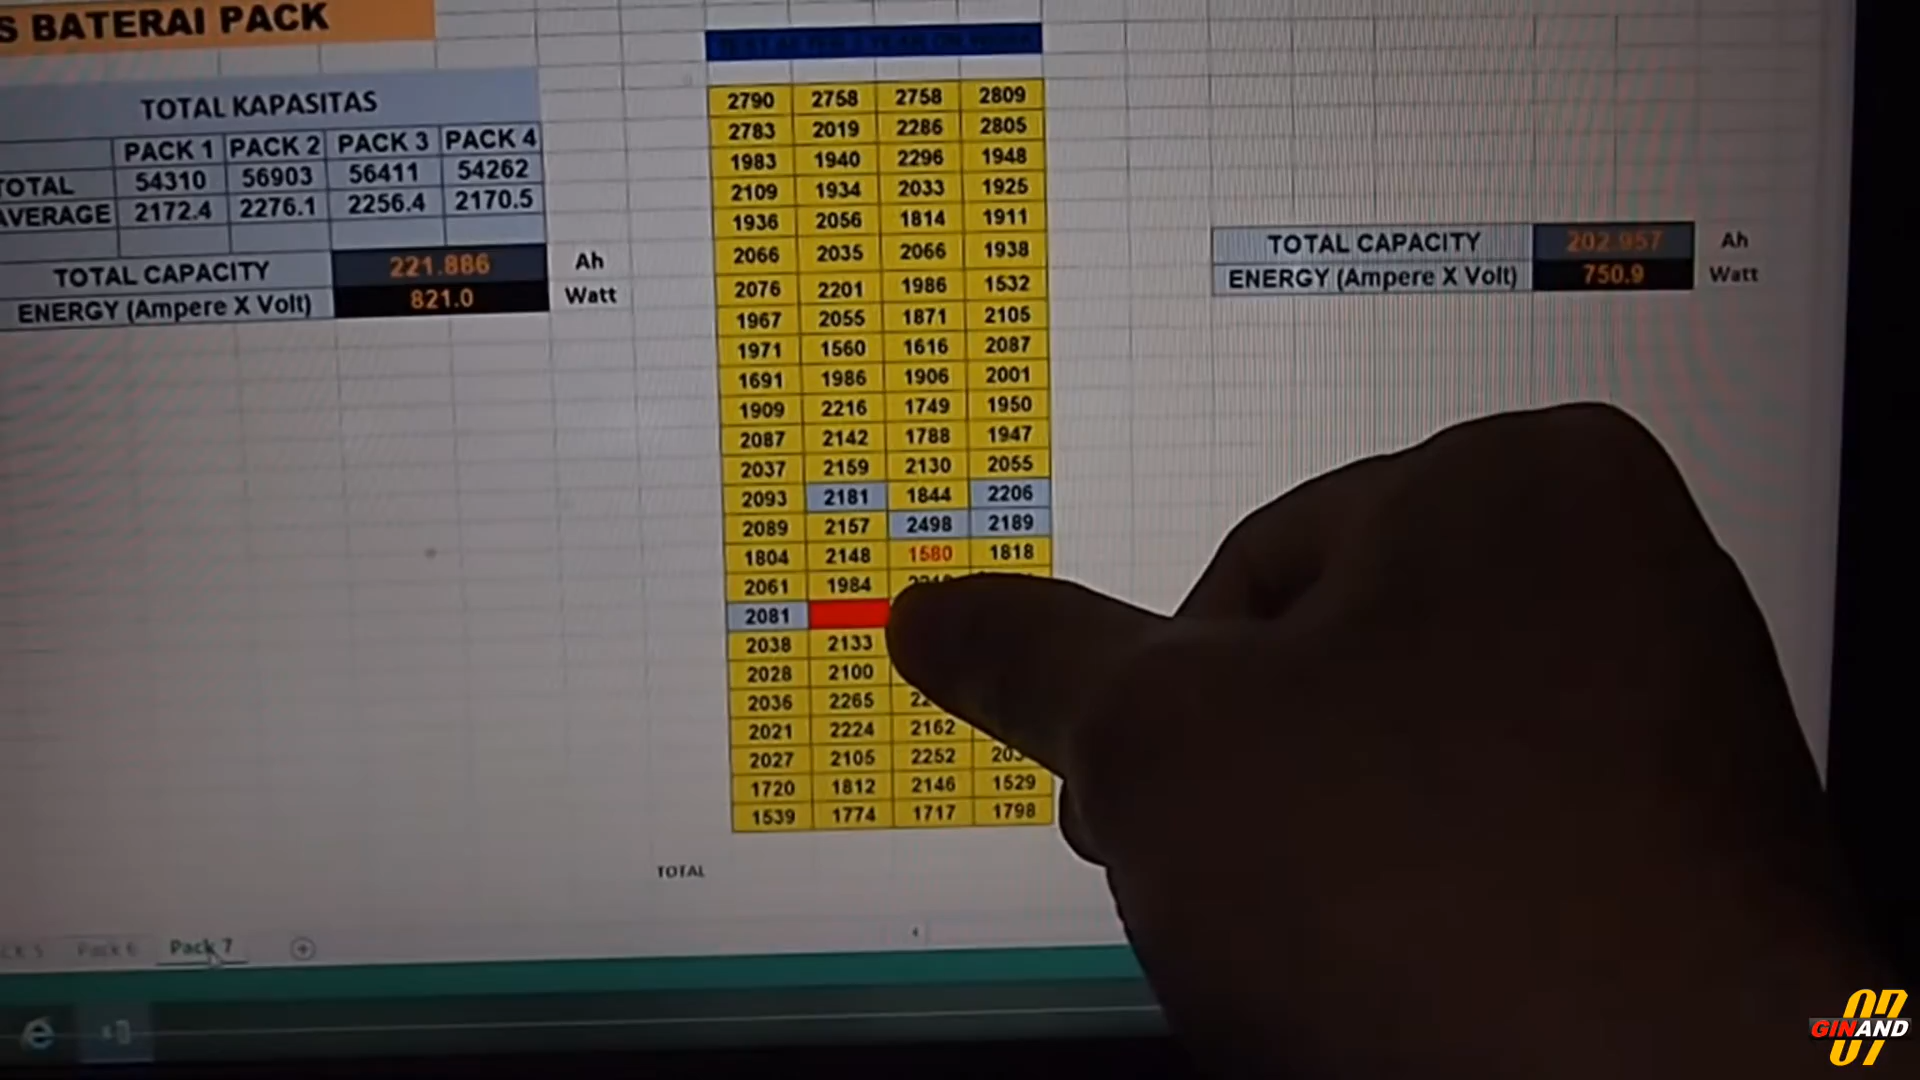 S BATERAI PACK
TOTAL KAPASITAS
PACK 1 PACK 2 PACK 3 PACK 4
TOTAL 54310 56903 56411 54262
AVERAGE 2172.4 2276.1 2256.4 2170.5
TOTAL CAPACITY 221.886 Ah
ENERGY (Ampere X Volt) 821.0 Watt
2790 2758 2758 2809
2783 2019 2286 2805
1983 1940 2296 1948
2109 1934 2033 1925
1936 2056 1814 1911
2066 2035 2066 1938
2076 2201 1986 1532
1967 2055 1871 2105
1971 1560 1616 2087
1691 1986 1906 2001
1909 2216 1749 1950
2087 2142 1788 1947
2037 2159 2130 2055
2093 2181 1844 2206
2089 2157 2498 2189
1804 2148 1580 1818
2061 1984
2081
2038 2133
2028 2100
2036 2265
2021 2224 2162
2027 2105 2252
1720 1812 2146 1529
1539 1774 1717 1798
TOTAL
TOTAL CAPACITY 202.957 Ah
ENERGY (Ampere X Volt) 750.9 Watt
Pack 6 Pack 7
GINAND
07